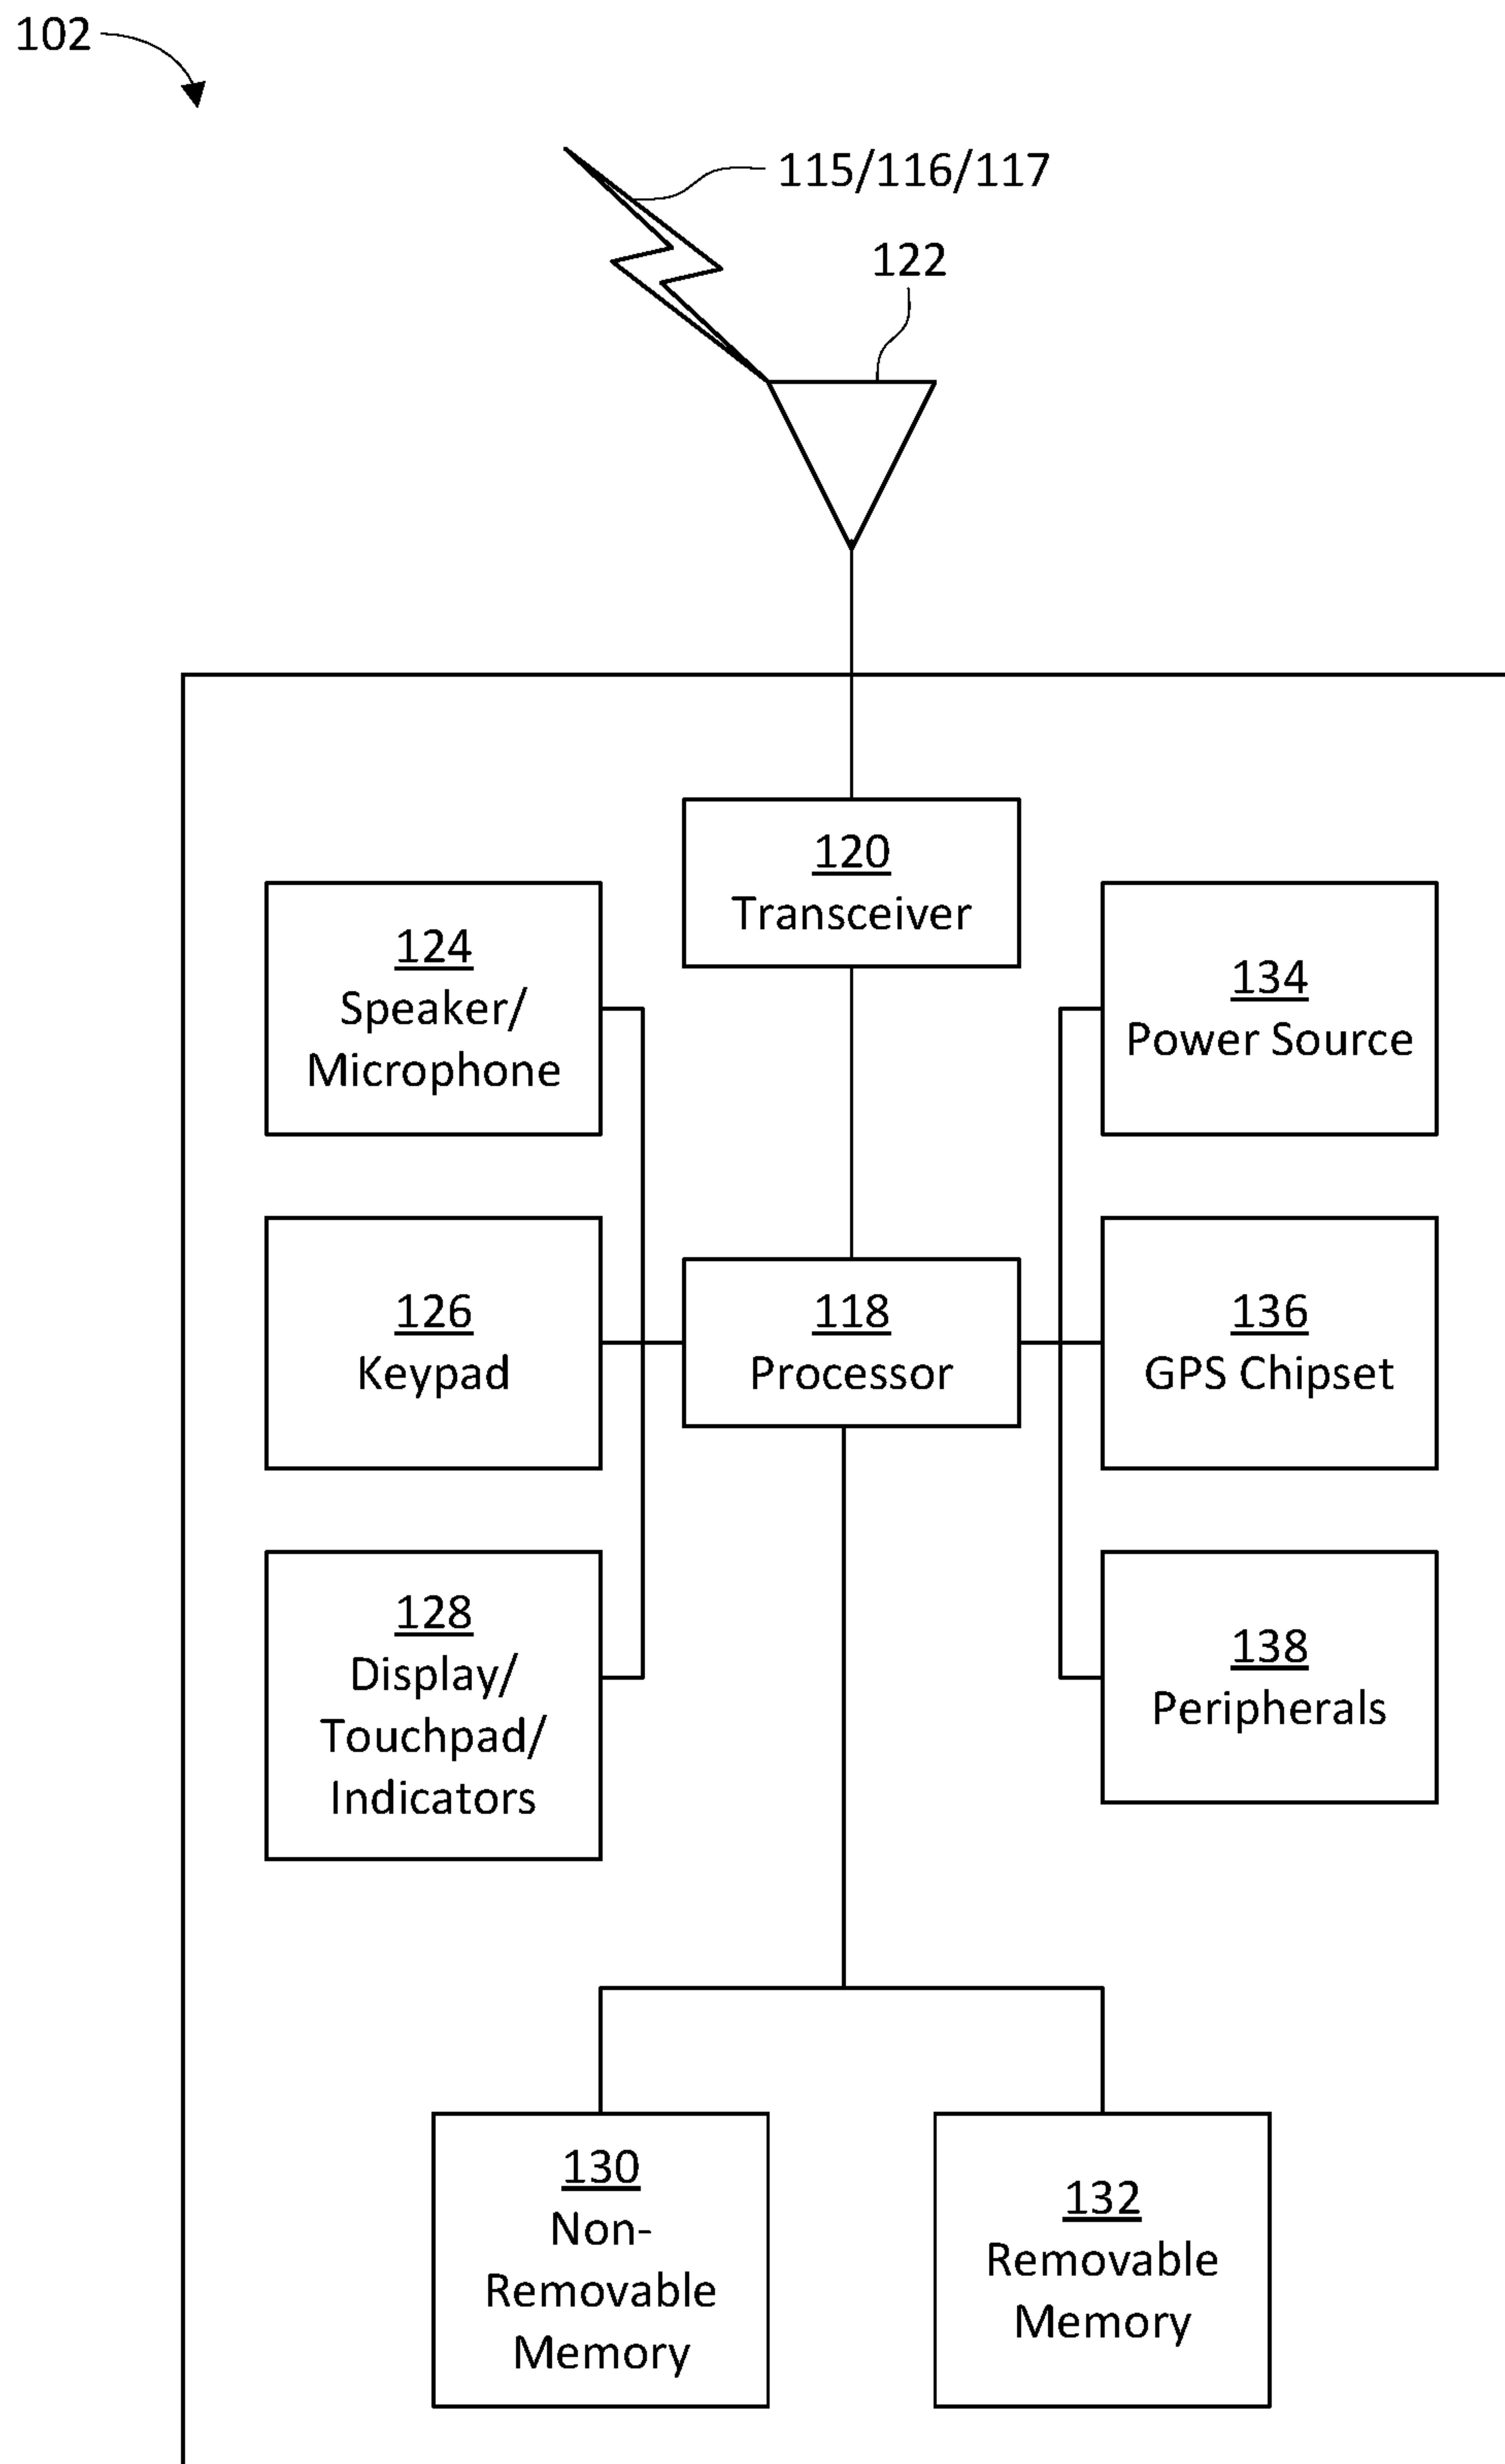 102
115/116/117
122
120
Transceiver
124
Speaker/
Microphone
134
Power Source
126
Keypad
118
Processor
136
GPS Chipset
128
Display/
Touchpad/
Indicators
138
Peripherals
130
Non-
Removable
Memory
132
Removable
Memory